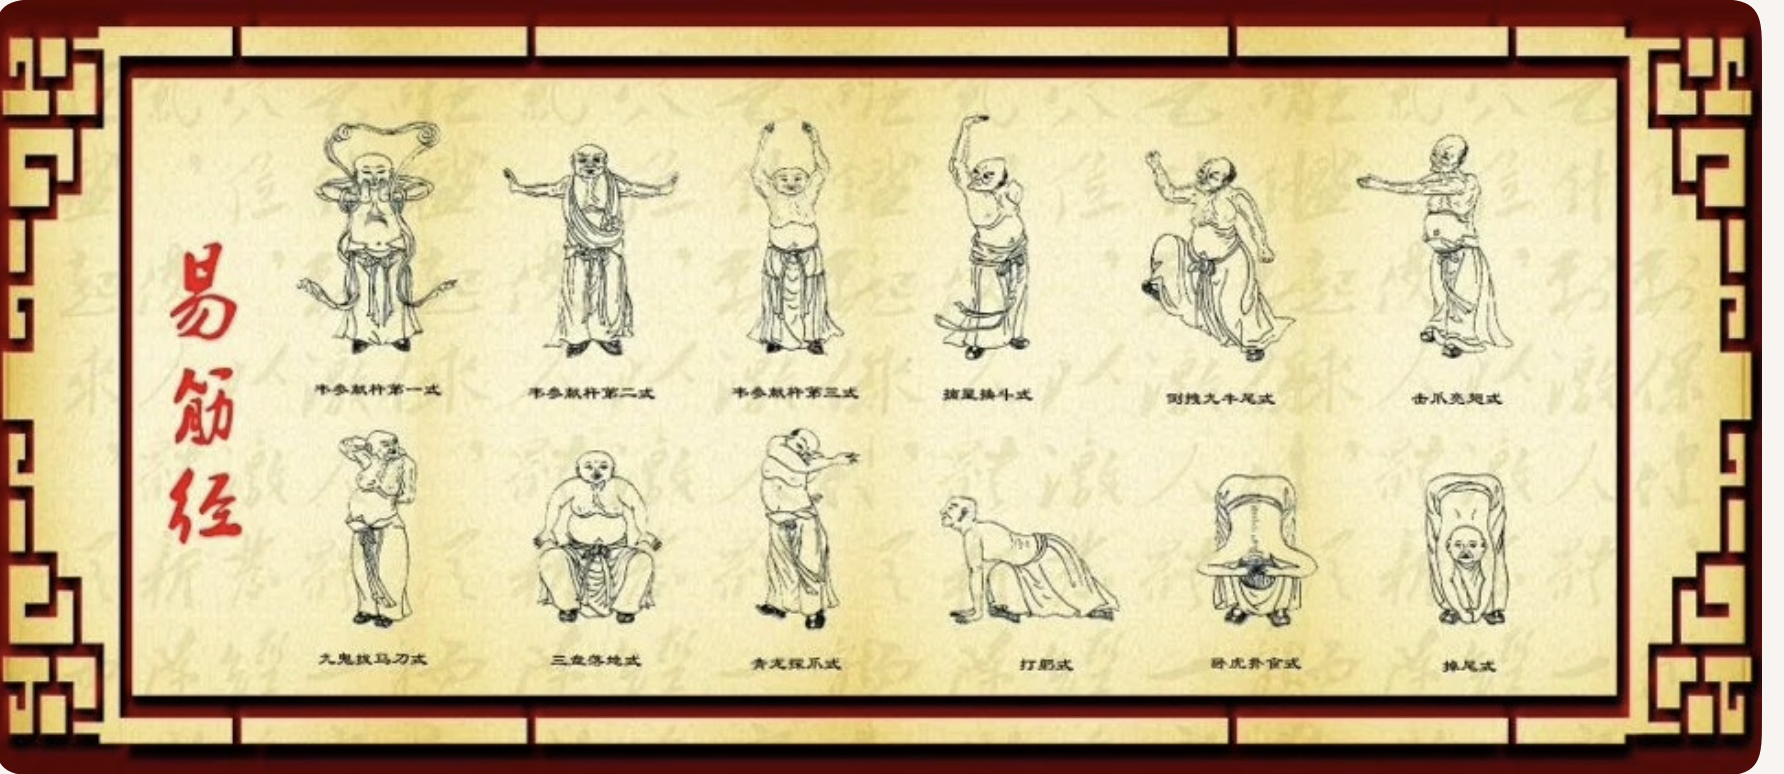 易筋经
韦参献杵第一式
韦参献杵第二式
韦参献杵第三式
摘星换斗式
倒拽九牛尾式
击爪亮翅式
九鬼拔马刀式
三盘落地式
青龙探爪式
打躬式
卧虎扑食式
掉尾式